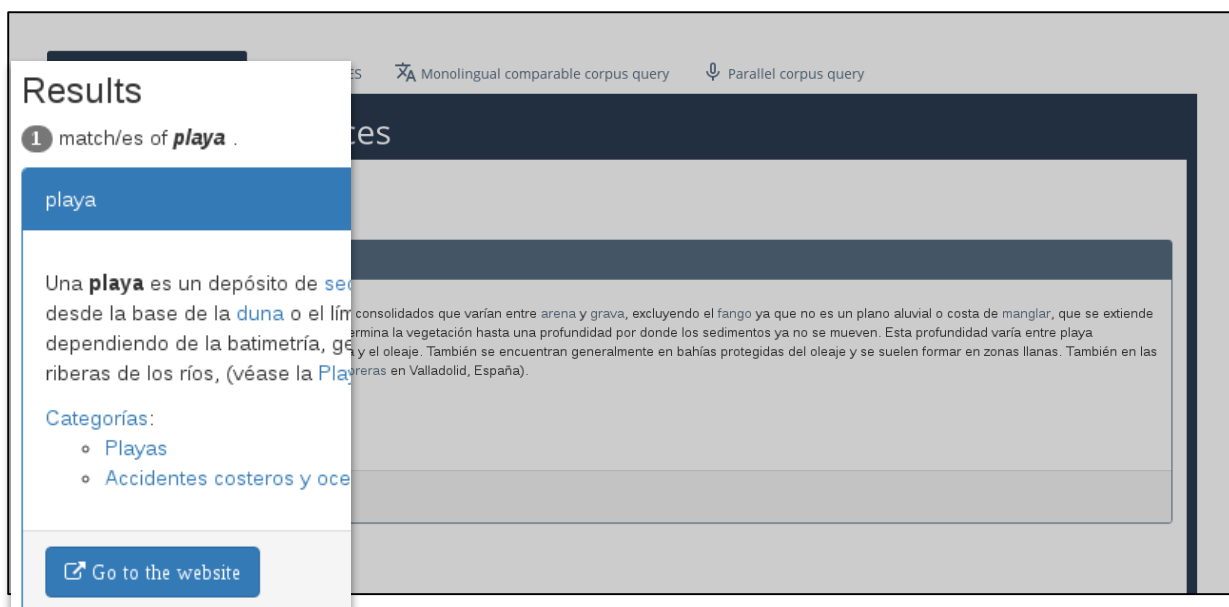 Monolingual comparable corpus query
Parallel corpus query
Results
1 match/es of playa .
playa
Una playa es un depósito de
desde la base de la duna o el lím
dependiendo de la batimetría, ge
riberas de los ríos, (véase la Play
Categorías:
Playas
Accidentes costeros y oce
Go to the website
ces
consolidados que varían entre arena y grava, excluyendo el fango ya que no es un plano aluvial o costa de manglar, que se extiende
ermina la vegetación hasta una profundidad por donde los sedimentos ya no se mueven. Esta profundidad varía entre playa
y el oleaje. También se encuentran generalmente en bahías protegidas del oleaje y se suelen formar en zonas llanas. También en las
oreras en Valladolid, España).